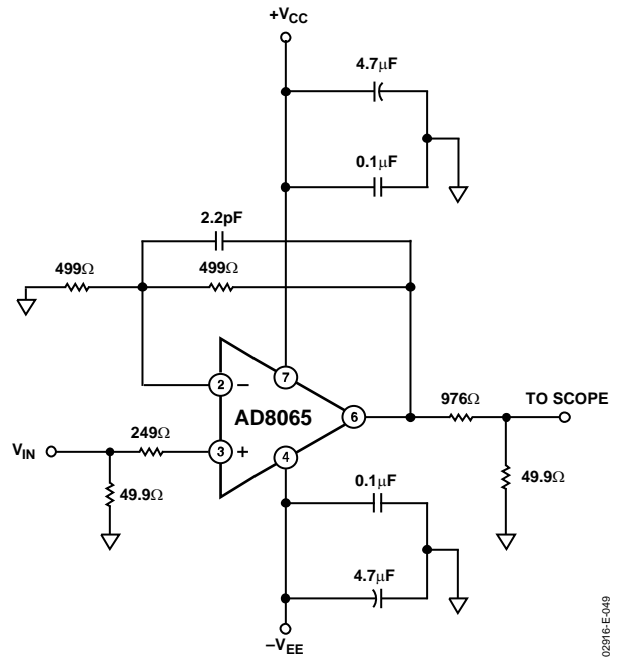 +VCC
4.7μF
0.1μF
2.2pF
499Ω
499Ω
7
2
–
AD8065
6
976Ω
TO SCOPE
VIN
249Ω
3
+
4
49.9Ω
0.1μF
49.9Ω
4.7μF
–VEE
02916-E-049